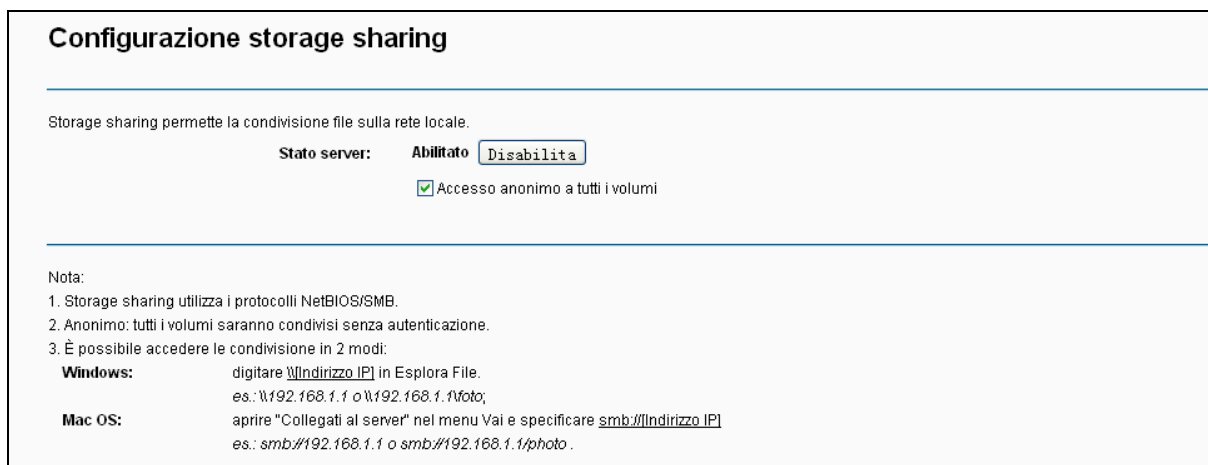 Configurazione storage sharing
Storage sharing permette la condivisione file sulla rete locale.
Stato server: Abilitato Disabilita
Accesso anonimo a tutti i volumi
Nota:
1. Storage sharing utilizza i protocolli NetBIOS/SMB.
2. Anonimo: tutti i volumi saranno condivisi senza autenticazione.
3. È possibile accedere le condivisione in 2 modi:
Windows: digitare \\[Indirizzo IP] in Esplora File.
es.: \\192.168.1.1 o \\192.168.1.1\foto;
Mac OS: aprire "Collegati al server" nel menu Vai e specificare smb://[Indirizzo IP]
es.: smb://192.168.1.1 o smb://192.168.1.1/photo .